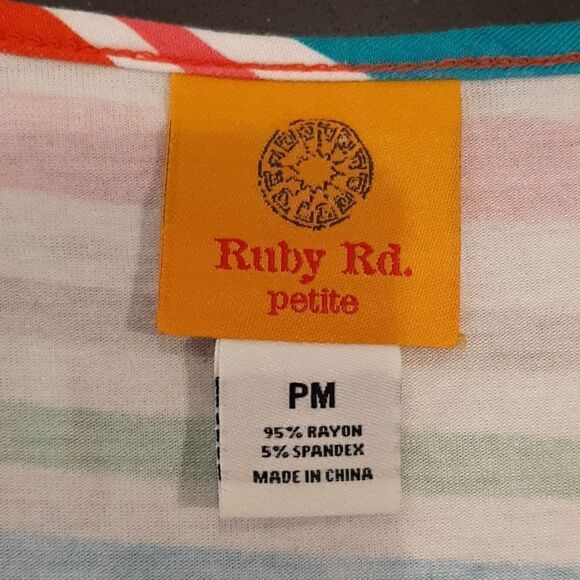 Ruby Rd.
petite
PM
95% RAYON
5% SPANDEX
MADE IN CHINA